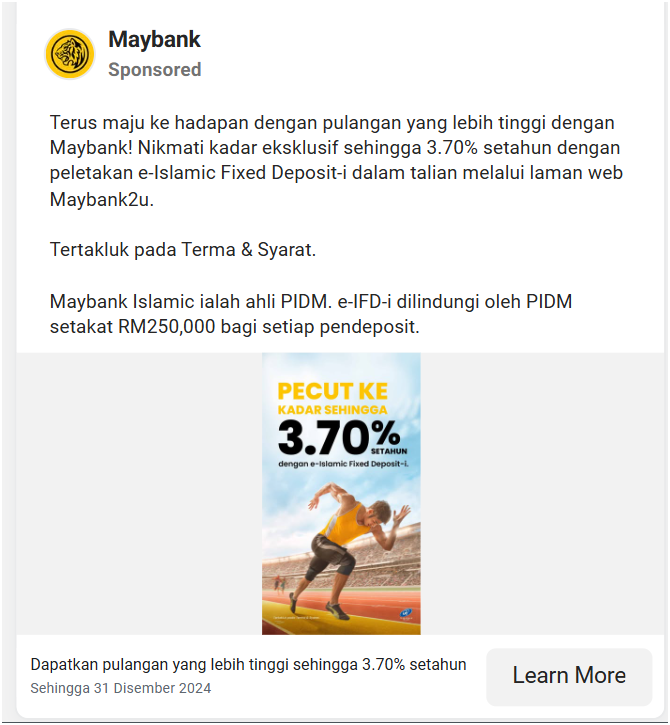 Maybank
Sponsored
Terus maju ke hadapan dengan pulangan yang lebih tinggi dengan
Maybank! Nikmati kadar eksklusif sehingga 3.70% setahun dengan
peletakan e-Islamic Fixed Deposit-i dalam talian melalui laman web
Maybank2u.
Tertakluk pada Terma & Syarat.
Maybank Islamic ialah ahli PIDM. e-IFD-i dilindungi oleh PIDM
setakat RM250,000 bagi setiap pendeposit.
PECUT KE
KADAR SEHINGGA
3.70%
SETAHUN
dengan e-Islamic Fixed Deposit-i.
Dapatkan pulangan yang lebih tinggi sehingga 3.70% setahun
Sehingga 31 Disember 2024
Learn More